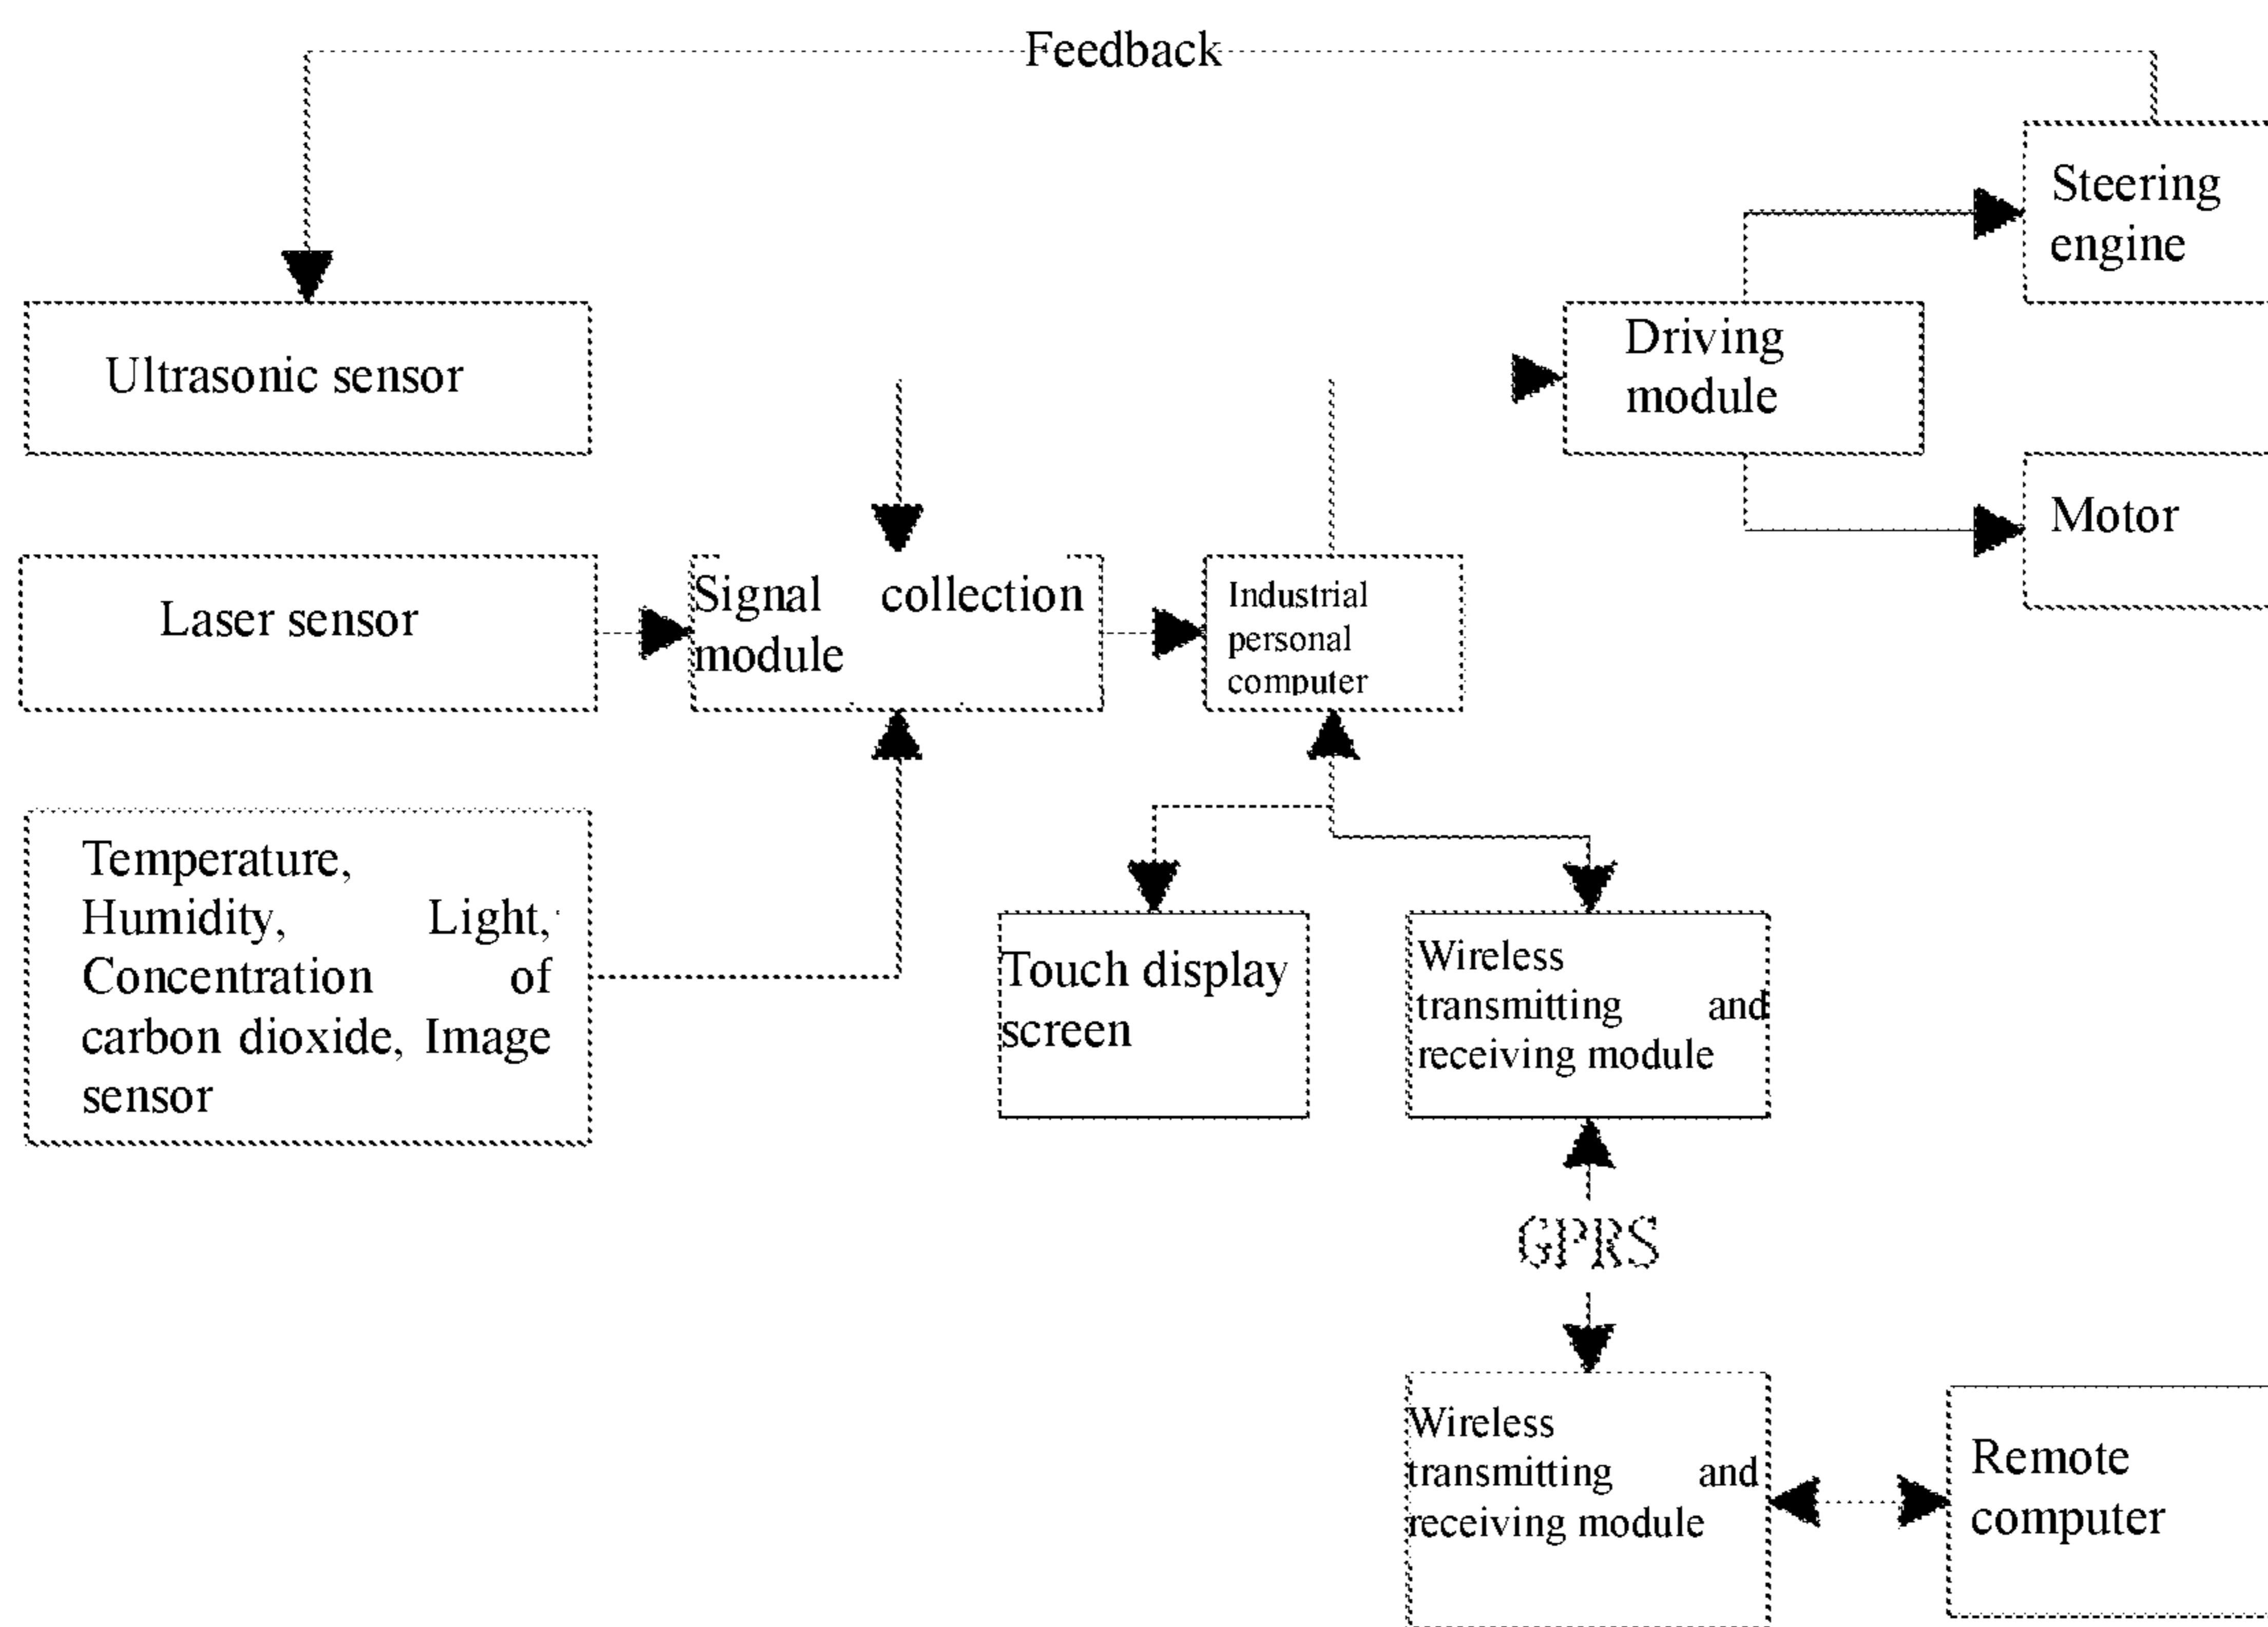 Feedback
Steering
engine
Ultrasonic sensor
Driving
module
Motor
Laser sensor
Signal collection
module
Industrial
personal
computer
Temperature,
Humidity, Light,
Concentration of
carbon dioxide, Image
sensor
Touch display
screen
Wireless
transmitting and
receiving module
GPRS
Wireless
transmitting and
receiving module
Remote
computer